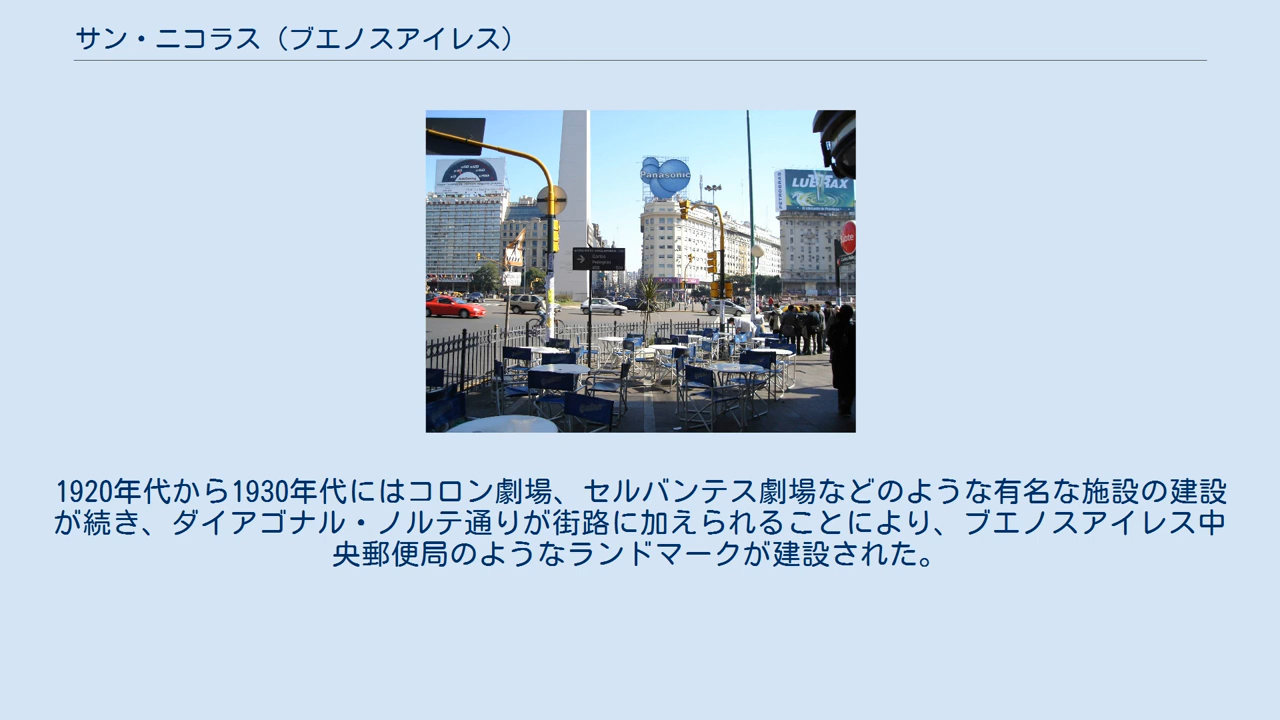 サン・ニコラス（ブエノスアイレス）
Panasonic
PETROBRAS
LUBRAX
1920年代から1930年代にはコロン劇場、セルバンテス劇場などのような有名な施設の建設
が続き、ダイアゴナル・ノルテ通りが街路に加えられることにより、ブエノスアイレス中
央郵便局のようなランドマークが建設された。